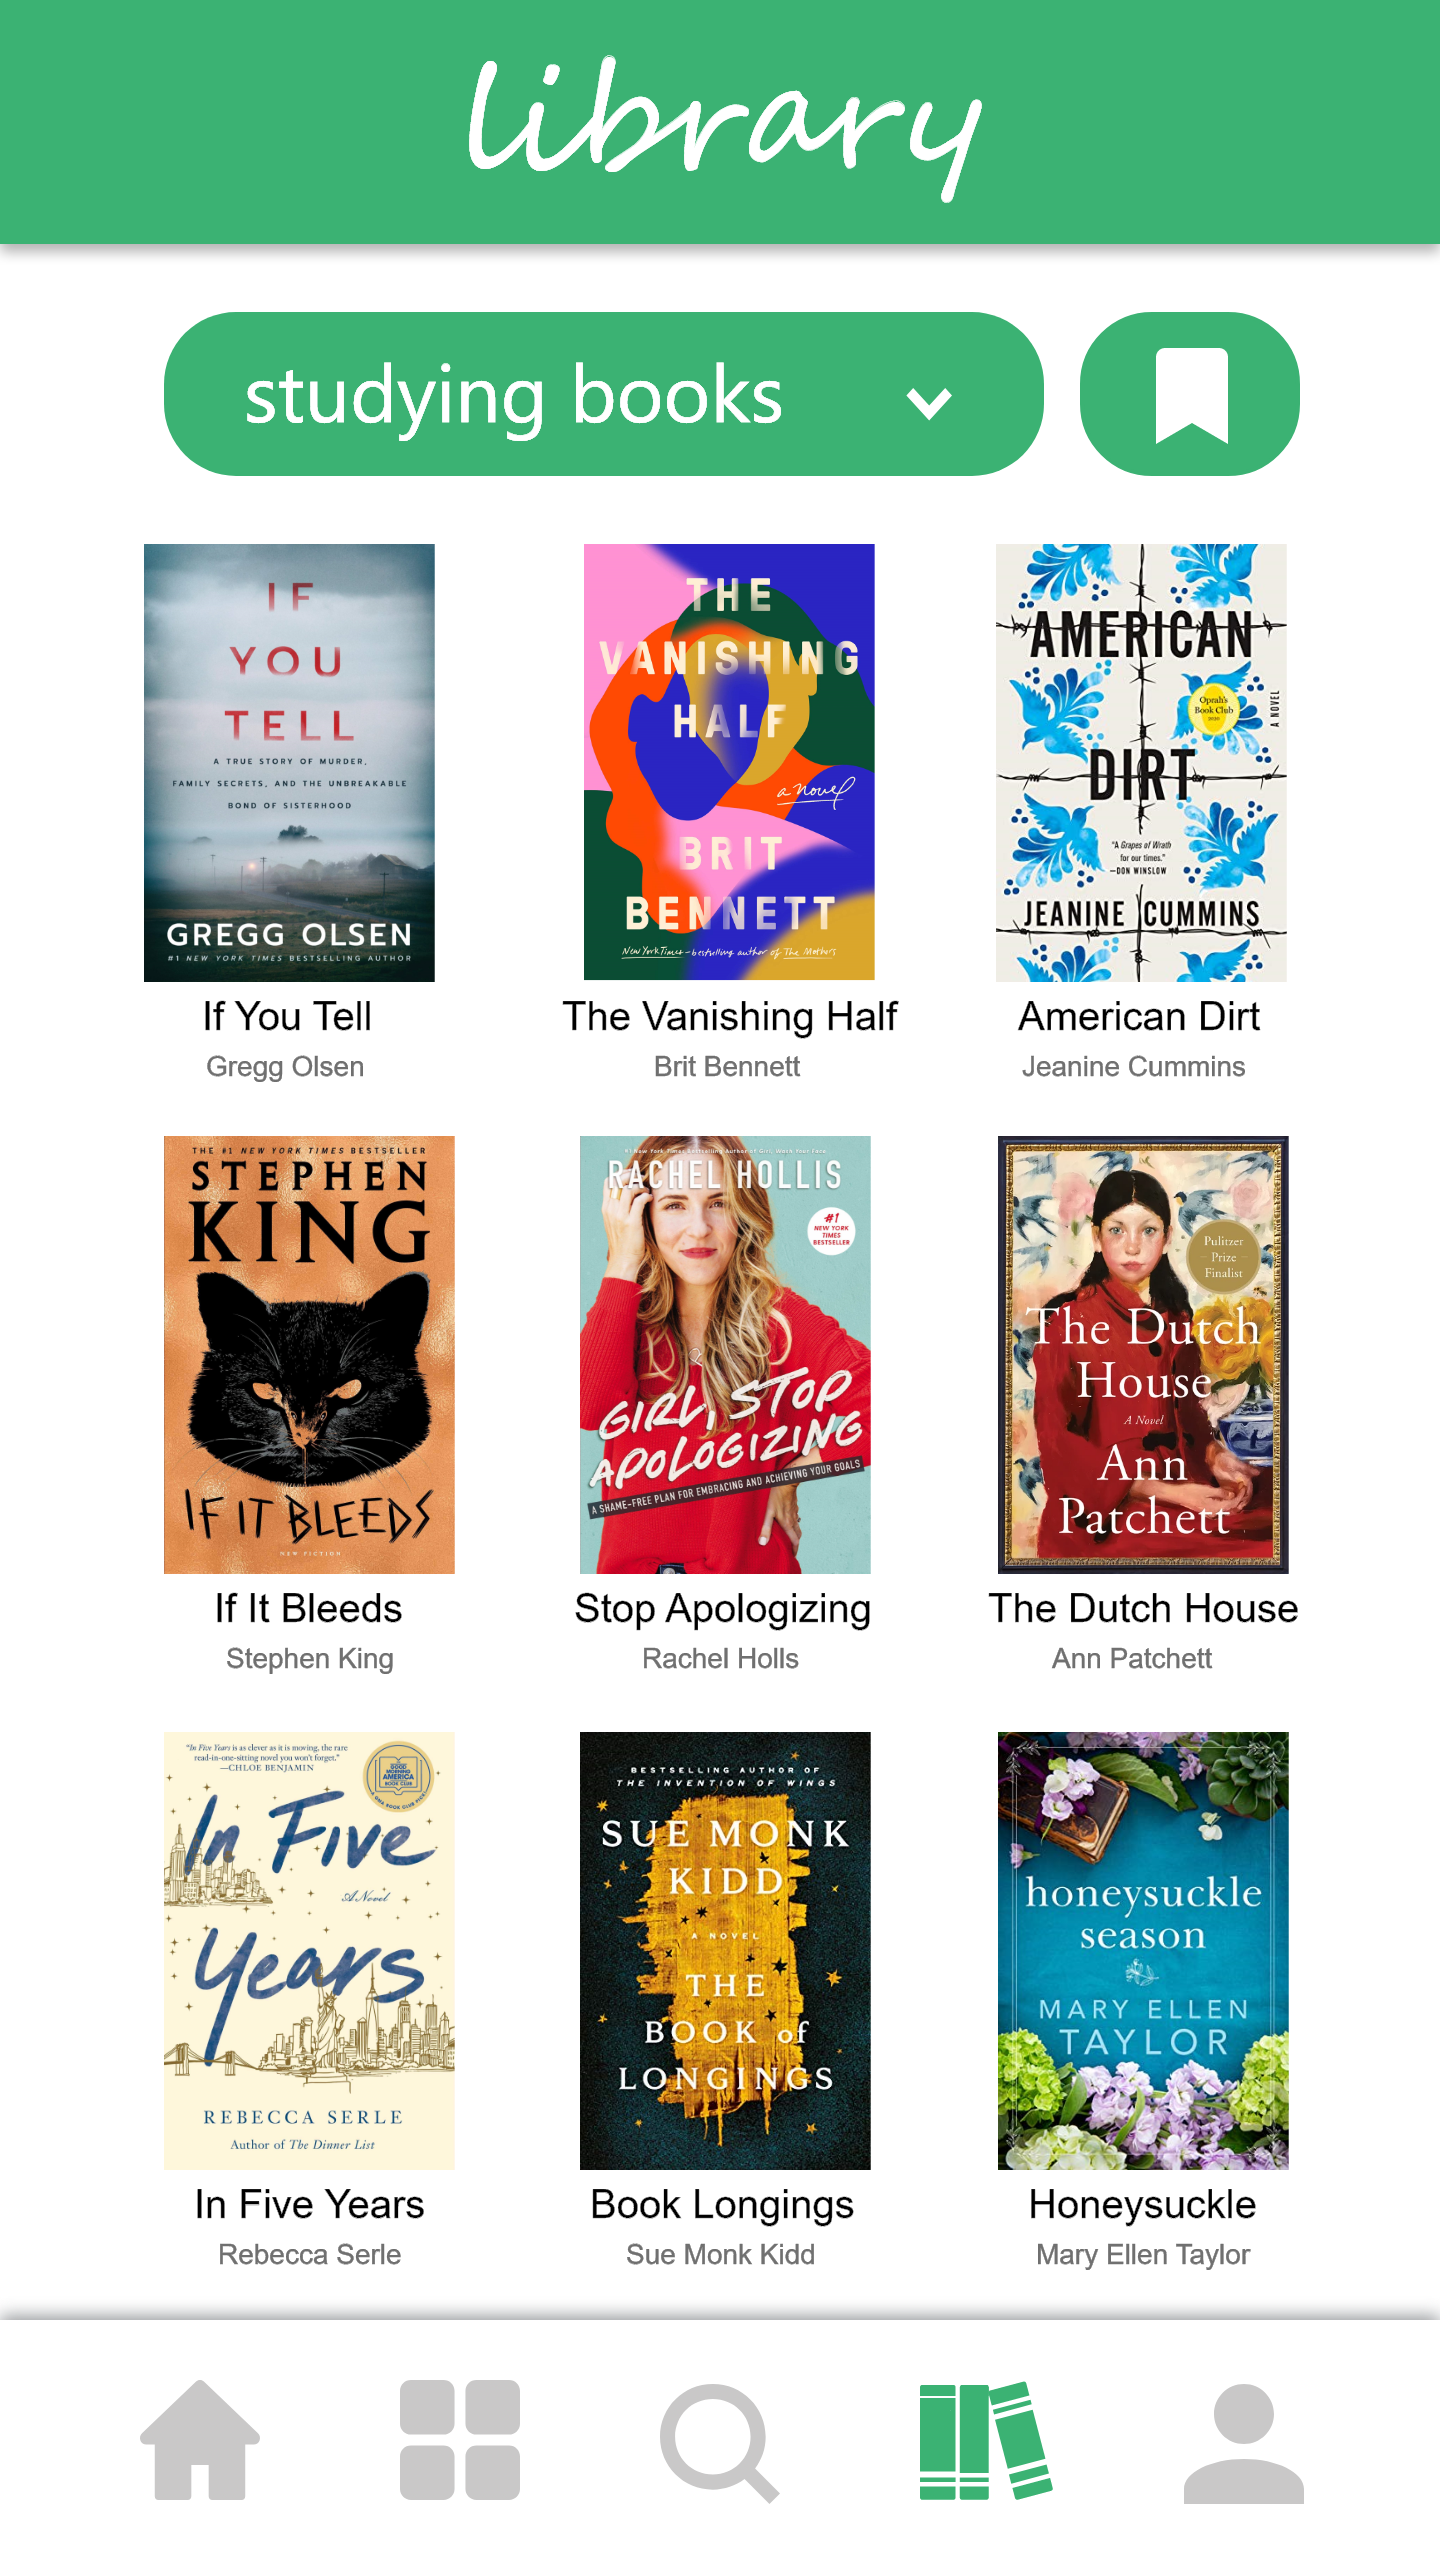 library
studying books
IF
YOU
TELL
A TRUE STORY OF MURDER,
FAMILY SECRETS, AND THE UNBREAKABLE
BOND OF SISTERHOOD
GREGG OLSEN
#1 NEW YORK TIMES BESTSELLING AUTHOR
If You Tell
Gregg Olsen
THE
VANISHING
HALF
a novel
BRIT
BENNETT
New York Times-bestselling author of The Mothers
The Vanishing Half
Brit Bennett
AMERICAN
Oprah's
Book Club
2020
A NOVEL
DIRT
"A Grapes of Wrath
for our times."
—DON WINSLOW
JEANINE CUMMINS
American Dirt
Jeanine Cummins
THE #1 NEW YORK TIMES BESTSELLER
STEPHEN
KING
IF IT BLEEDS
NEW FICTION
If It Bleeds
Stephen King
#1 New York Times Bestselling Author of Girl, Wash Your Face
RACHEL HOLLIS
#1
NEW YORK
TIMES
BESTSELLER
GIRL, STOP
APOLOGIZING
A SHAME-FREE PLAN FOR EMBRACING AND ACHIEVING YOUR GOALS
Stop Apologizing
Rachel Holls
Pulitzer
Prize
Finalist
The Dutch
House
A Novel
Ann
Patchett
The Dutch House
Ann Patchett
"In Five Years is as clever as it is moving, the rare
read-in-one-sitting novel you won't forget."
—CHLOE BENJAMIN
GOOD
MORNING
AMERICA
BOOK CLUB
In Five
A Novel
Years
REBECCA SERLE
Author of The Dinner List
In Five Years
Rebecca Serle
BESTSELLING AUTHOR OF
THE INVENTION OF WINGS
SUE MONK
KIDD
A NOVEL
THE
BOOK of
LONGINGS
Book Longings
Sue Monk Kidd
honeysuckle
season
MARY ELLEN
TAYLOR
Honeysuckle
Mary Ellen Taylor